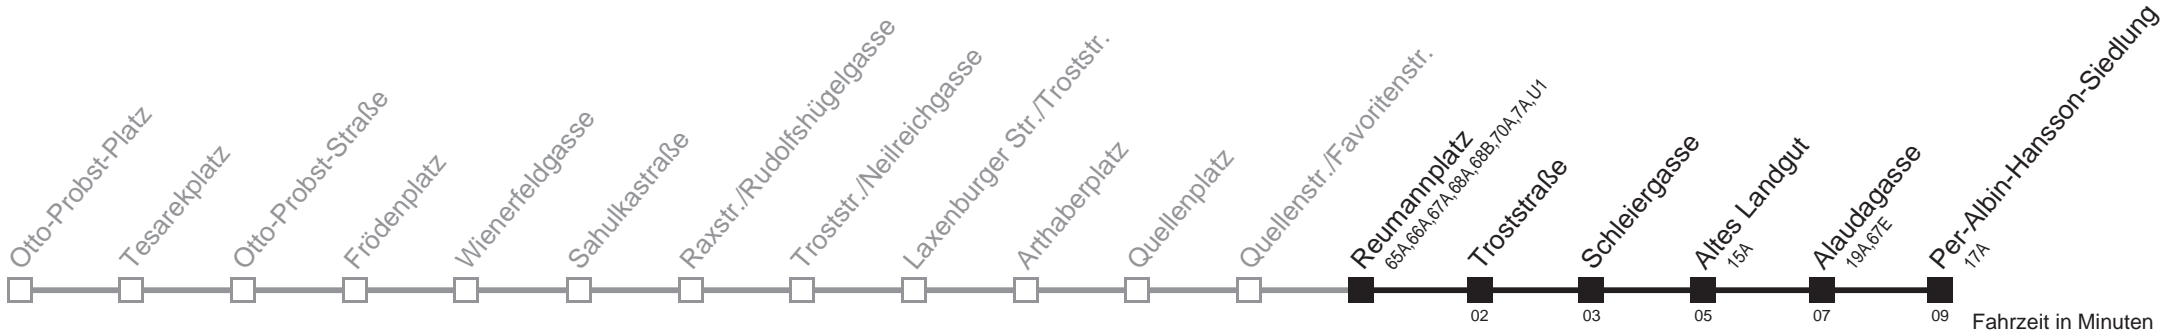 Otto-Probst-Platz
Tesarekplatz
Otto-Probst-Straße
Frödenplatz
Wienerfeldgasse
Sahulkastraße
Raxstr./Rudolfshügelgasse
Troststr./Neilreichgasse
Laxenburger Str./Troststr.
Arthaberplatz
Quellenplatz
Quellenstr./Favoritenstr.
Reumannplatz
65A,66A,67A,68A,68B,70A,7A,U1
Troststraße
Schleiergasse
Altes Landgut
15A
Alaudagasse
19A,67E
Per-Albin-Hansson-Siedlung
17A
02
03
05
07
09
Fahrzeit in Minuten